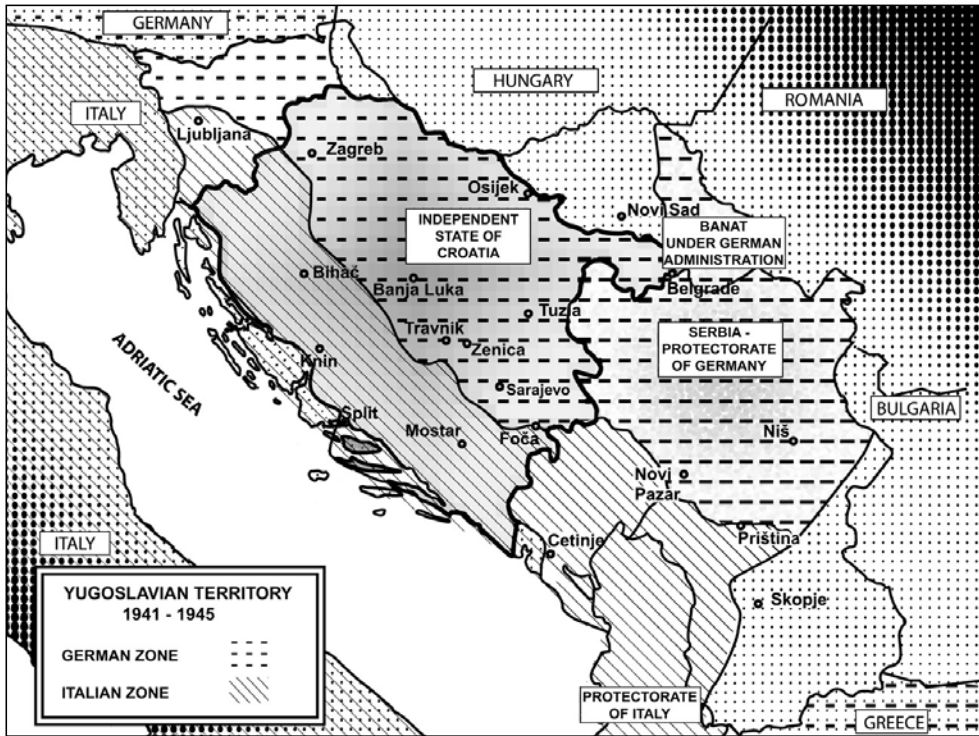 GERMANY
HUNGARY
ROMANIA
ITALY
Ljubljana
Zagreb
Osijek
Novi Sad
INDEPENDENT
STATE OF
CROATIA
BANAT
UNDER GERMAN
ADMINISTRATION
Bihać
Banja Luka
Belgrade
Tuzla
Travnik
Zenica
SERBIA -
PROTECTORATE
OF GERMANY
ADRIATIC SEA
Knin
Sarajevo
BULGARIA
Split
Mostar
Foča
Niš
Novi
Pazar
ITALY
Cetinje
Priština
Skopje
YUGOSLAVIAN TERRITORY
1941 - 1945
GERMAN ZONE
ITALIAN ZONE
PROTECTORATE
OF ITALY
GREECE